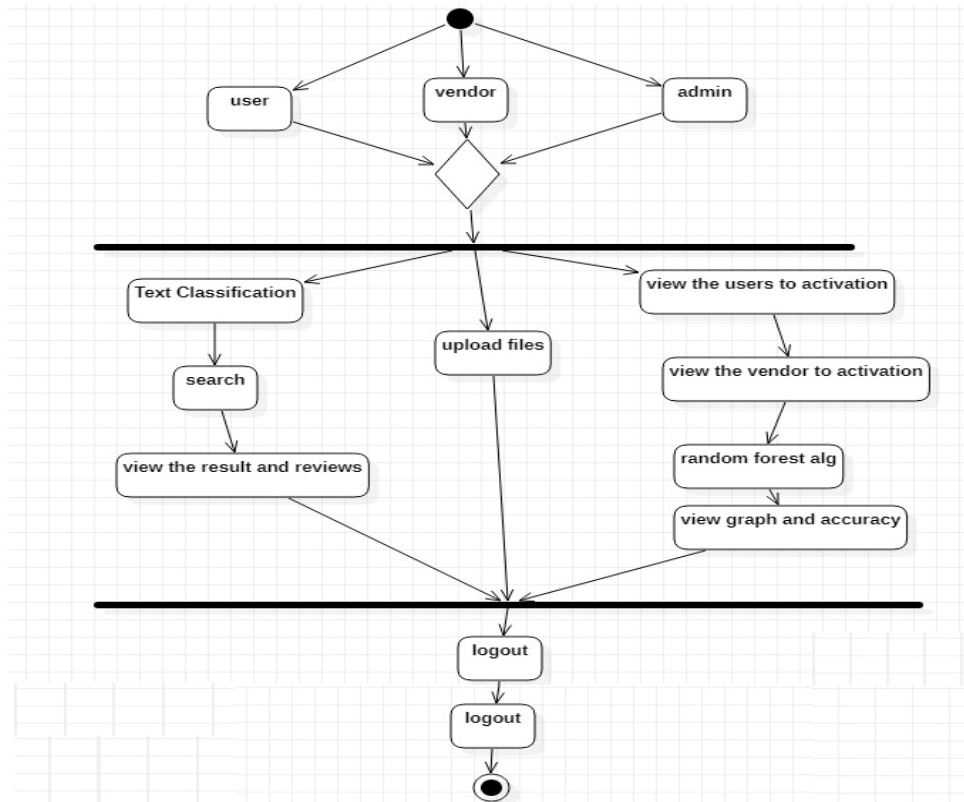 user
vendor
admin
Text Classification
search
view the result and reviews
upload files
view the users to activation
view the vendor to activation
random forest alg
view graph and accuracy
logout
logout